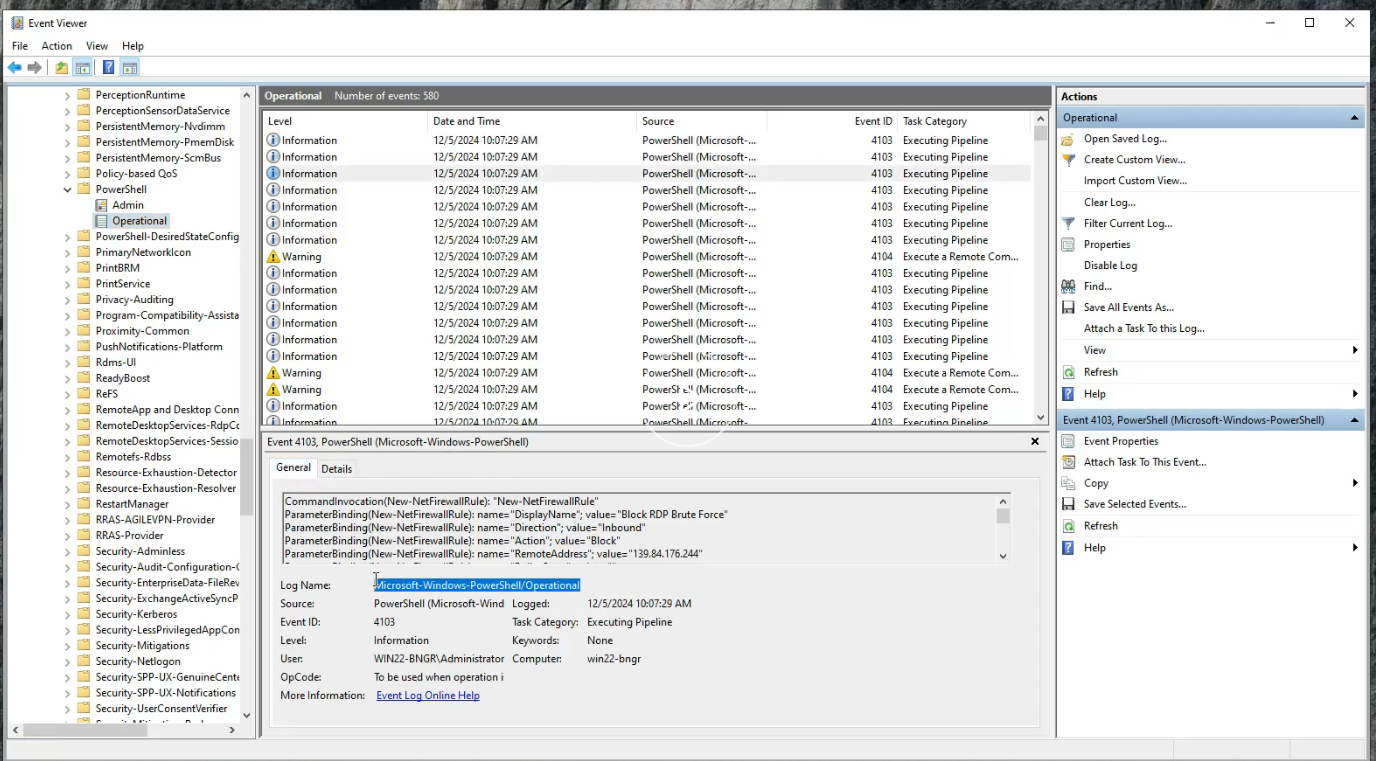 Event Viewer
File Action View Help
PerceptionRuntime
PerceptionSensorDataService
PersistentMemory-Nvdimm
PersistentMemory-PmemDisk
PersistentMemory-ScmBus
Policy-based QoS
PowerShell
Admin
Operational
PowerShell-DesiredStateConfig
PrimaryNetworkIcon
PrintBRM
PrintService
Privacy-Auditing
Program-Compatibility-Assista
Proximity-Common
PushNotifications-Platform
Rdms-UI
ReadyBoost
ReFS
RemoteApp and Desktop Conn
RemoteDesktopServices-RdpCo
RemoteDesktopServices-Sessio
Remotefs-Rdbss
Resource-Exhaustion-Detector
Resource-Exhaustion-Resolver
RestartManager
RRAS-AGILEVPN-Provider
RRAS-Provider
Security-Adminless
Security-Audit-Configuration-C
Security-EnterpriseData-FileRev
Security-ExchangeActiveSyncP
Security-Kerberos
Security-LessPrivilegedAppCon
Security-Mitigations
Security-Netlogon
Security-SPP-UX-GenuineCente
Security-SPP-UX-Notifications
Security-UserConsentVerifier
Operational Number of events: 580
Level Date and Time Source Event ID Task Category
Information 12/5/2024 10:07:29 AM PowerShell (Microsoft-... 4103 Executing Pipeline
Information 12/5/2024 10:07:29 AM PowerShell (Microsoft-... 4103 Executing Pipeline
Information 12/5/2024 10:07:29 AM PowerShell (Microsoft-... 4103 Executing Pipeline
Information 12/5/2024 10:07:29 AM PowerShell (Microsoft-... 4103 Executing Pipeline
Information 12/5/2024 10:07:29 AM PowerShell (Microsoft-... 4103 Executing Pipeline
Information 12/5/2024 10:07:29 AM PowerShell (Microsoft-... 4103 Executing Pipeline
Information 12/5/2024 10:07:29 AM PowerShell (Microsoft-... 4103 Executing Pipeline
Warning 12/5/2024 10:07:29 AM PowerShell (Microsoft-... 4104 Execute a Remote Com...
Information 12/5/2024 10:07:29 AM PowerShell (Microsoft-... 4103 Executing Pipeline
Information 12/5/2024 10:07:29 AM PowerShell (Microsoft-... 4103 Executing Pipeline
Information 12/5/2024 10:07:29 AM PowerShell (Microsoft-... 4103 Executing Pipeline
Information 12/5/2024 10:07:29 AM PowerShell (Microsoft-... 4103 Executing Pipeline
Information 12/5/2024 10:07:29 AM PowerShell (Microsoft-... 4103 Executing Pipeline
Information 12/5/2024 10:07:29 AM PowerShell (Microsoft-... 4103 Executing Pipeline
Warning 12/5/2024 10:07:29 AM PowerShell (Microsoft-... 4104 Execute a Remote Com...
Warning 12/5/2024 10:07:29 AM PowerShell (Microsoft-... 4104 Execute a Remote Com...
Information 12/5/2024 10:07:29 AM PowerShell (Microsoft-... 4103 Executing Pipeline
Information 12/5/2024 10:07:29 AM PowerShell (Microsoft-... 4103 Executing Pipeline
Event 4103, PowerShell (Microsoft-Windows-PowerShell)
General Details
CommandInvocation(New-NetFirewallRule): "New-NetFirewallRule"
ParameterBinding(New-NetFirewallRule): name="DisplayName"; value="Block RDP Brute Force"
ParameterBinding(New-NetFirewallRule): name="Direction"; value="Inbound"
ParameterBinding(New-NetFirewallRule): name="Action"; value="Block"
ParameterBinding(New-NetFirewallRule): name="RemoteAddress"; value="139.84.176.244"
Log Name: Microsoft-Windows-PowerShell/Operational
Source: PowerShell (Microsoft-Wind Logged: 12/5/2024 10:07:29 AM
Event ID: 4103 Task Category: Executing Pipeline
Level: Information Keywords: None
User: WIN22-BNGR\Administrator Computer: win22-bngr
OpCode: To be used when operation i
More Information: Event Log Online Help
Actions
Operational
Open Saved Log...
Create Custom View...
Import Custom View...
Clear Log...
Filter Current Log...
Properties
Disable Log
Find...
Save All Events As...
Attach a Task To this Log...
View
Refresh
Help
Event 4103, PowerShell (Microsoft-Windows-PowerShell)
Event Properties
Attach Task To This Event...
Copy
Save Selected Events...
Refresh
Help